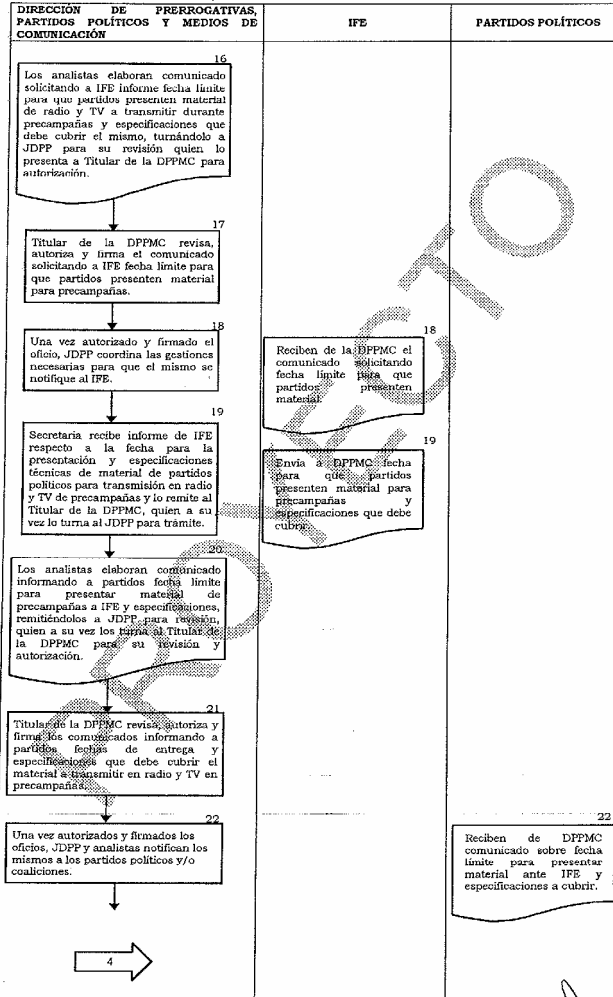 DIRECCIÓN DE PRERROGATIVAS,
PARTIDOS POLÍTICOS Y MEDIOS DE
COMUNICACIÓN
IFE
PARTIDOS POLÍTICOS
16
Los analistas elaboran comunicado
solicitando a IFE informe fecha límite
para que partidos presenten material
de radio y TV a transmitir durante
precampañas y especificaciones que
debe cubrir el mismo, turnándolo a
JDPP para su revisión quien lo
presenta a Titular de la DPPMC para
autorización.
17
Titular de la DPPMC revisa,
autoriza y firma el comunicado
solicitando a IFE fecha límite para
que partidos presenten material
para precampañas.
18
Una vez autorizado y firmado el
oficio, JDPP coordina las gestiones
necesarias para que el mismo se
notifique al IFE.
18
Reciben de la DPPMC el
comunicado solicitando
fecha límite para que
partidos presenten
material.
19
Secretaria recibe informe de IFE
respecto a la fecha para la
presentación y especificaciones
técnicas de material de partidos
políticos para transmisión en radio
y TV de precampañas y lo remite al
Titular de la DPPMC, quien a su
vez lo turna al JDPP para trámite.
19
Envía a DPPMC fecha
para que partidos
presenten material para
precampañas y
especificaciones que debe
cubrir.
20
Los analistas elaboran comunicado
informando a partidos fecha límite
para presentar material de
precampañas a IFE y especificaciones,
remitiéndolos a JDPP para revisión,
quien a su vez los turna al Titular de
la DPPMC para su revisión y
autorización.
21
Titular de la DPPMC revisa, autoriza y
firma los comunicados informando a
partidos fechas de entrega y
especificaciones que debe cubrir el
material a transmitir en radio y TV en
precampañas.
22
Una vez autorizados y firmados los
oficios, JDPP y analistas notifican los
mismos a los partidos políticos y/o
coaliciones.
22
Reciben de DPPMC
comunicado sobre fecha
límite para presentar
material ante IFE y
especificaciones a cubrir.
4
PROYECTO